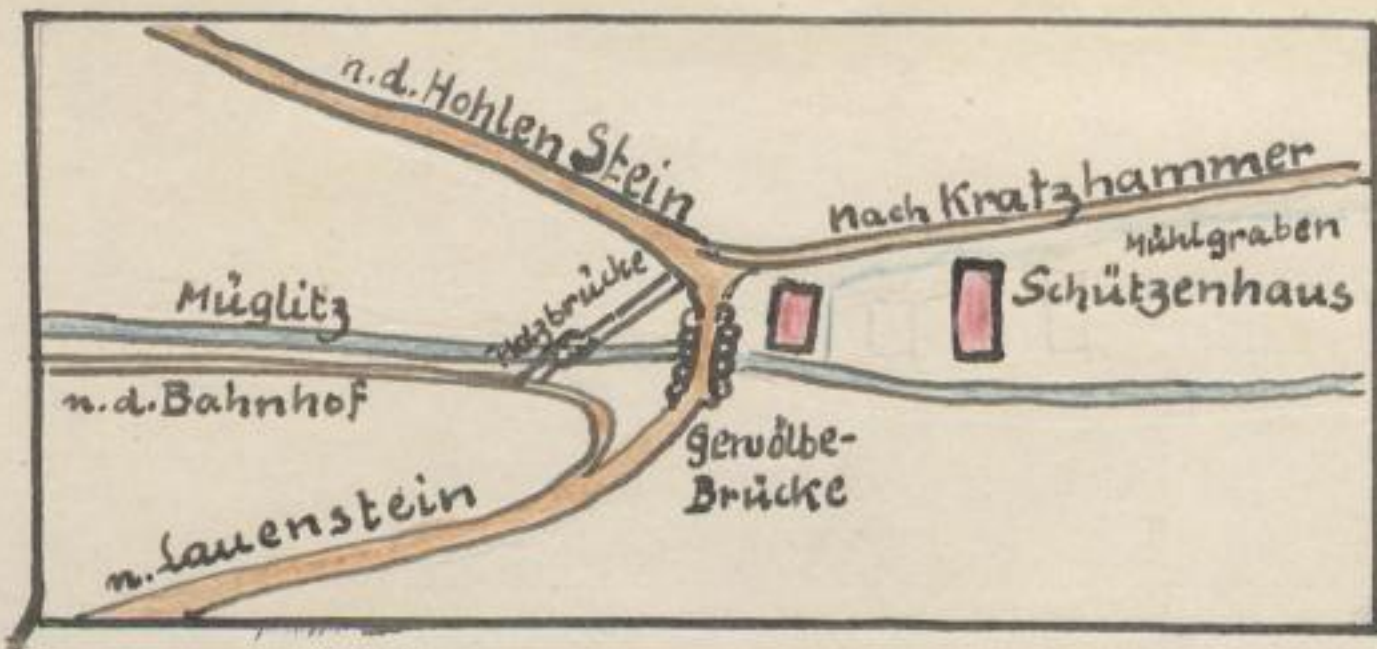 n.d. Hohlen Stein
nach Kratzhammer
Mühlgraben
Schützenhaus
Müglitz
Holzbrücke
n.d. Bahnhof
Gewölbe-
Brücke
n. Lauenstein